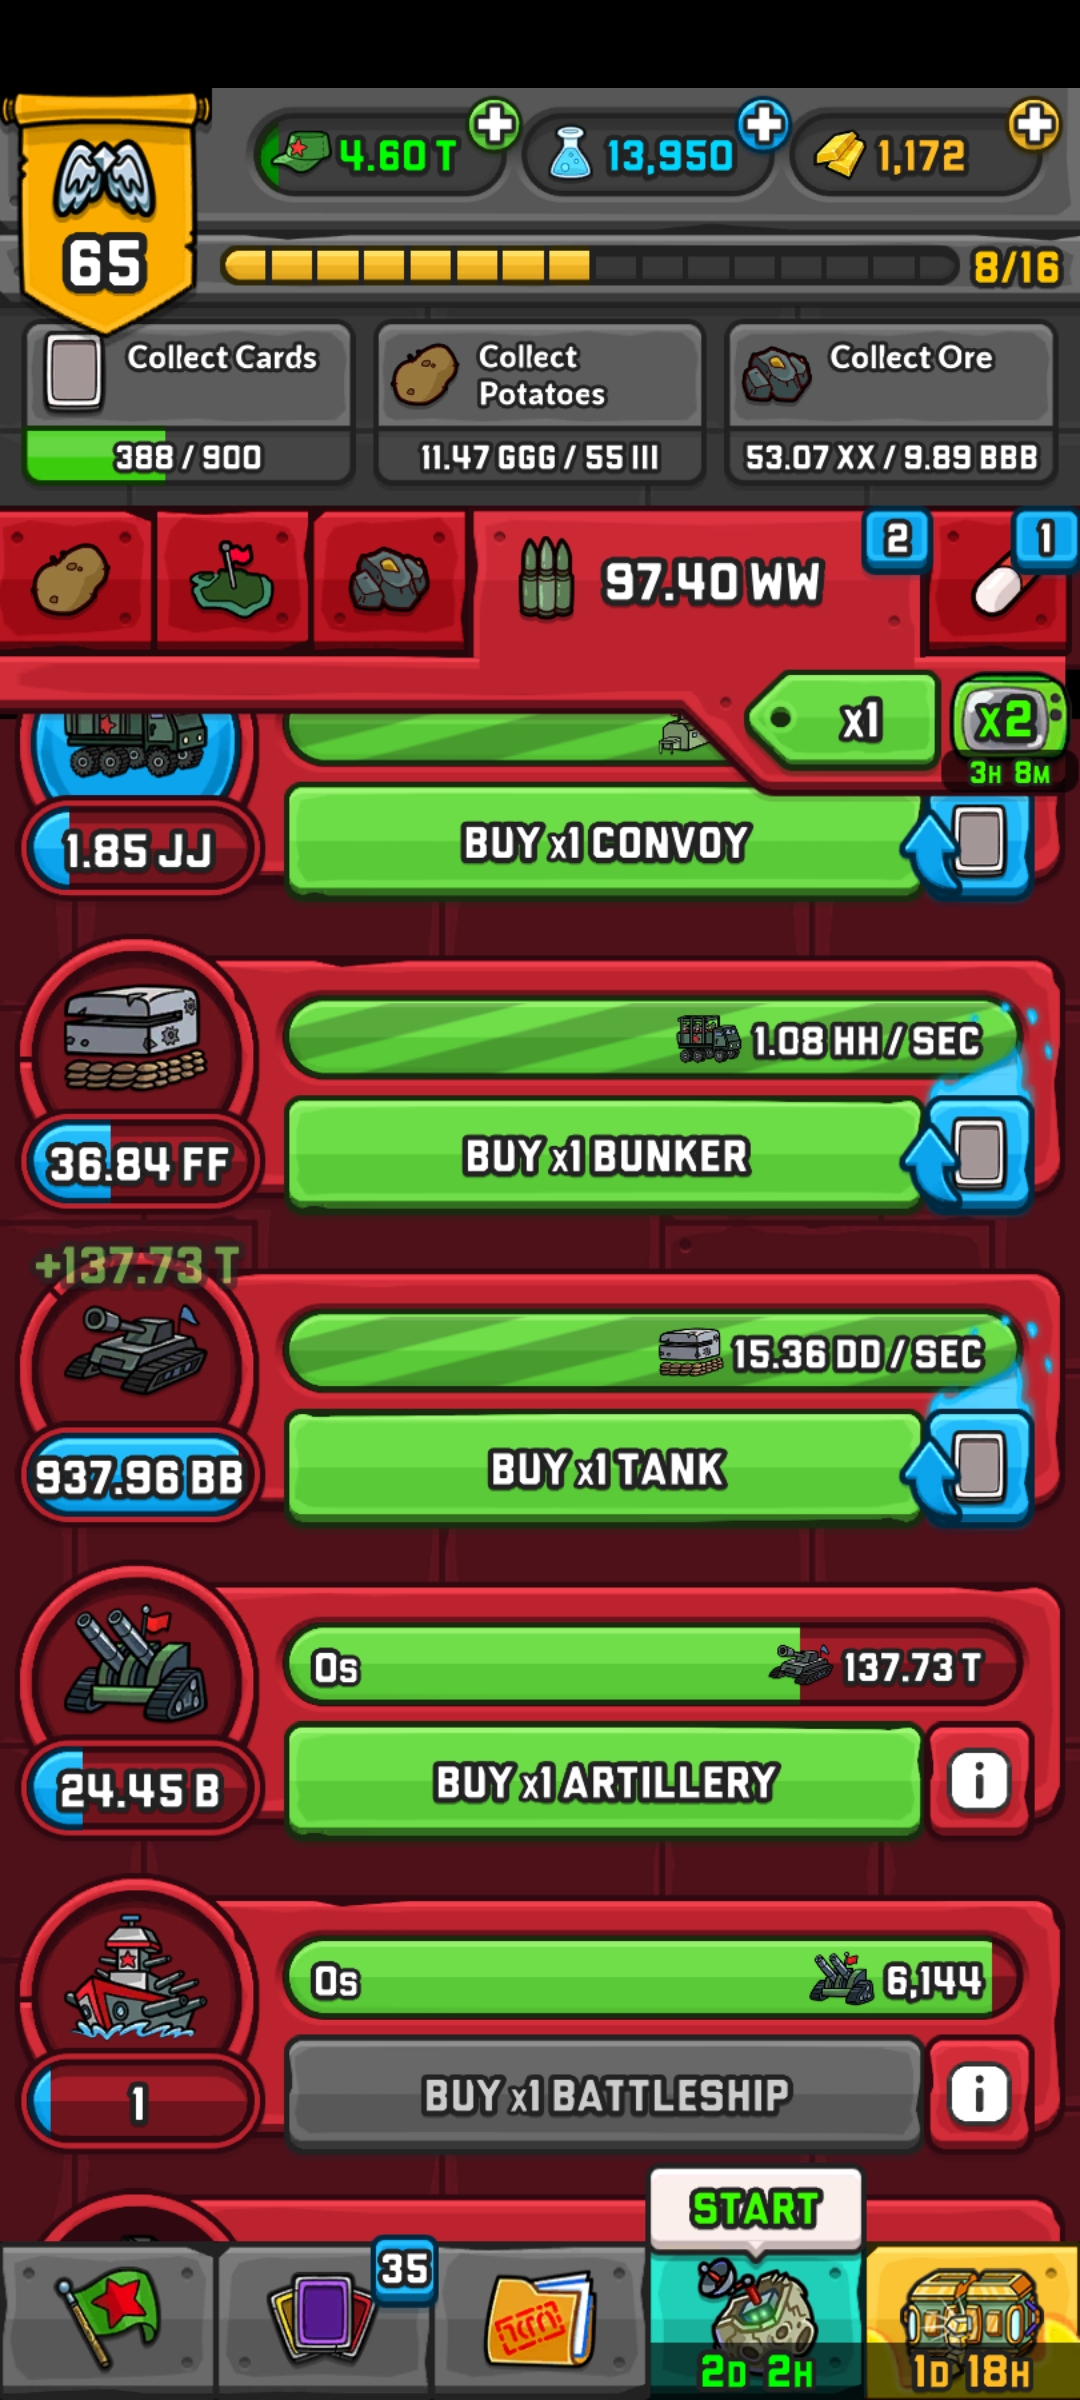 4.60 T
13,950
1,172
65
8/16
Collect Cards
388 / 900
Collect
Potatoes
11.47 GGG / 55 III
Collect Ore
53.07 XX / 9.89 BBB
97.40 WW
2
1
x1
x2
3H 8M
1.85 JJ
BUY x1 CONVOY
1.08 HH / SEC
36.84 FF
BUY x1 BUNKER
+137.73 T
15.36 DD / SEC
937.96 BB
BUY x1 TANK
0s
137.73 T
24.45 B
BUY x1 ARTILLERY
i
0s
6,144
1
BUY x1 BATTLESHIP
i
START
35
2D 2H
1D 18H